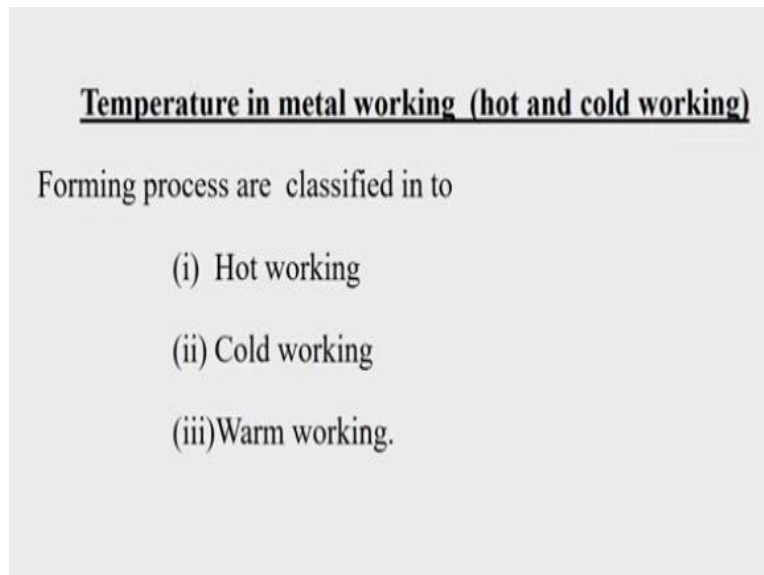 Temperature in metal working (hot and cold working)
Forming process are classified in to
(i) Hot working
(ii) Cold working
(iii)Warm working.